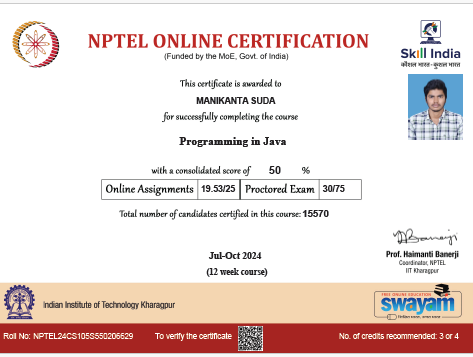 NPTEL ONLINE CERTIFICATION
(Funded by the MoE, Govt. of India)
Skill India
कौशल भारत - कुशल भारत
This certificate is awarded to
MANIKANTA SUDA
for successfully completing the course
Programming in Java
with a consolidated score of 50 %
Online Assignments 19.53/25 Proctored Exam 30/75
Total number of candidates certified in this course: 15570
Jul-Oct 2024
(12 week course)
Prof. Haimanti Banerji
Coordinator, NPTEL
IIT Kharagpur
Indian Institute of Technology Kharagpur
FREE ONLINE EDUCATION
swayam
Roll No: NPTEL24CS105S550206629 To verify the certificate No. of credits recommended: 3 or 4